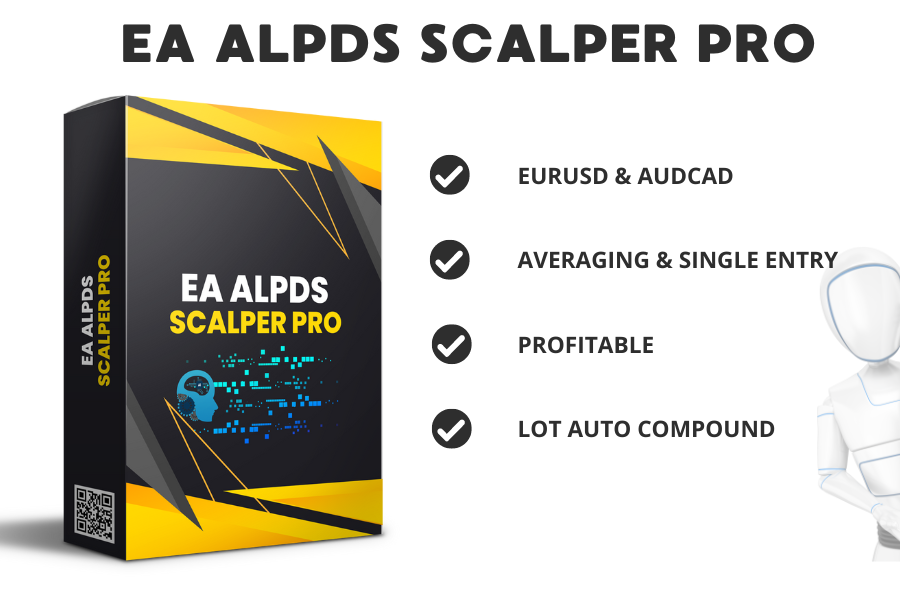 EA ALPDS SCALPER PRO
EA ALPDS
SCALPER PRO
EA ALPDS
SCALPER PRO
EURUSD & AUDCAD
AVERAGING & SINGLE ENTRY
PROFITABLE
LOT AUTO COMPOUND